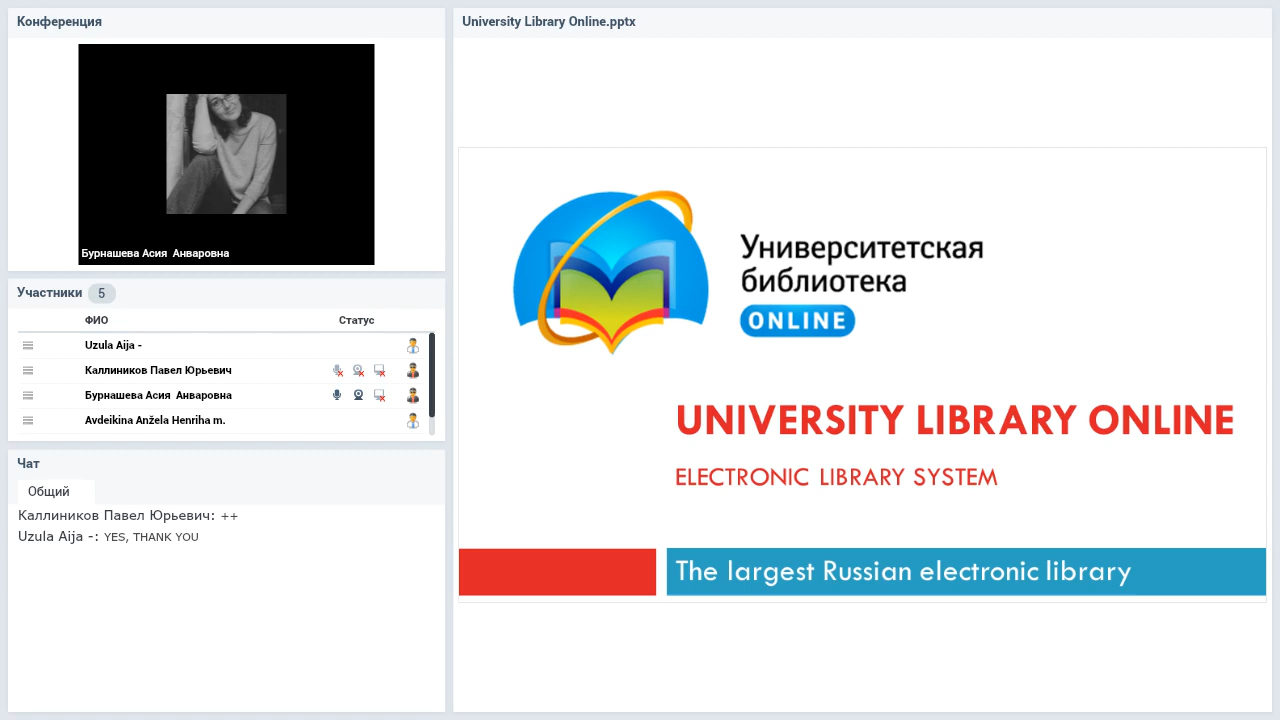 Конференция
Бурнашева Асия  Анваровна
Участники 5
ФИО Статус
Uzula Aija -
Каллиников Павел Юрьевич
Бурнашева Асия  Анваровна
Avdeikina Anžela Henriha m.
Чат
Общий
Каллиников Павел Юрьевич: ++
Uzula Aija -: YES, THANK YOU
University Library Online.pptx
Университетская
библиотека
ONLINE
UNIVERSITY LIBRARY ONLINE
ELECTRONIC LIBRARY SYSTEM
The largest Russian electronic library